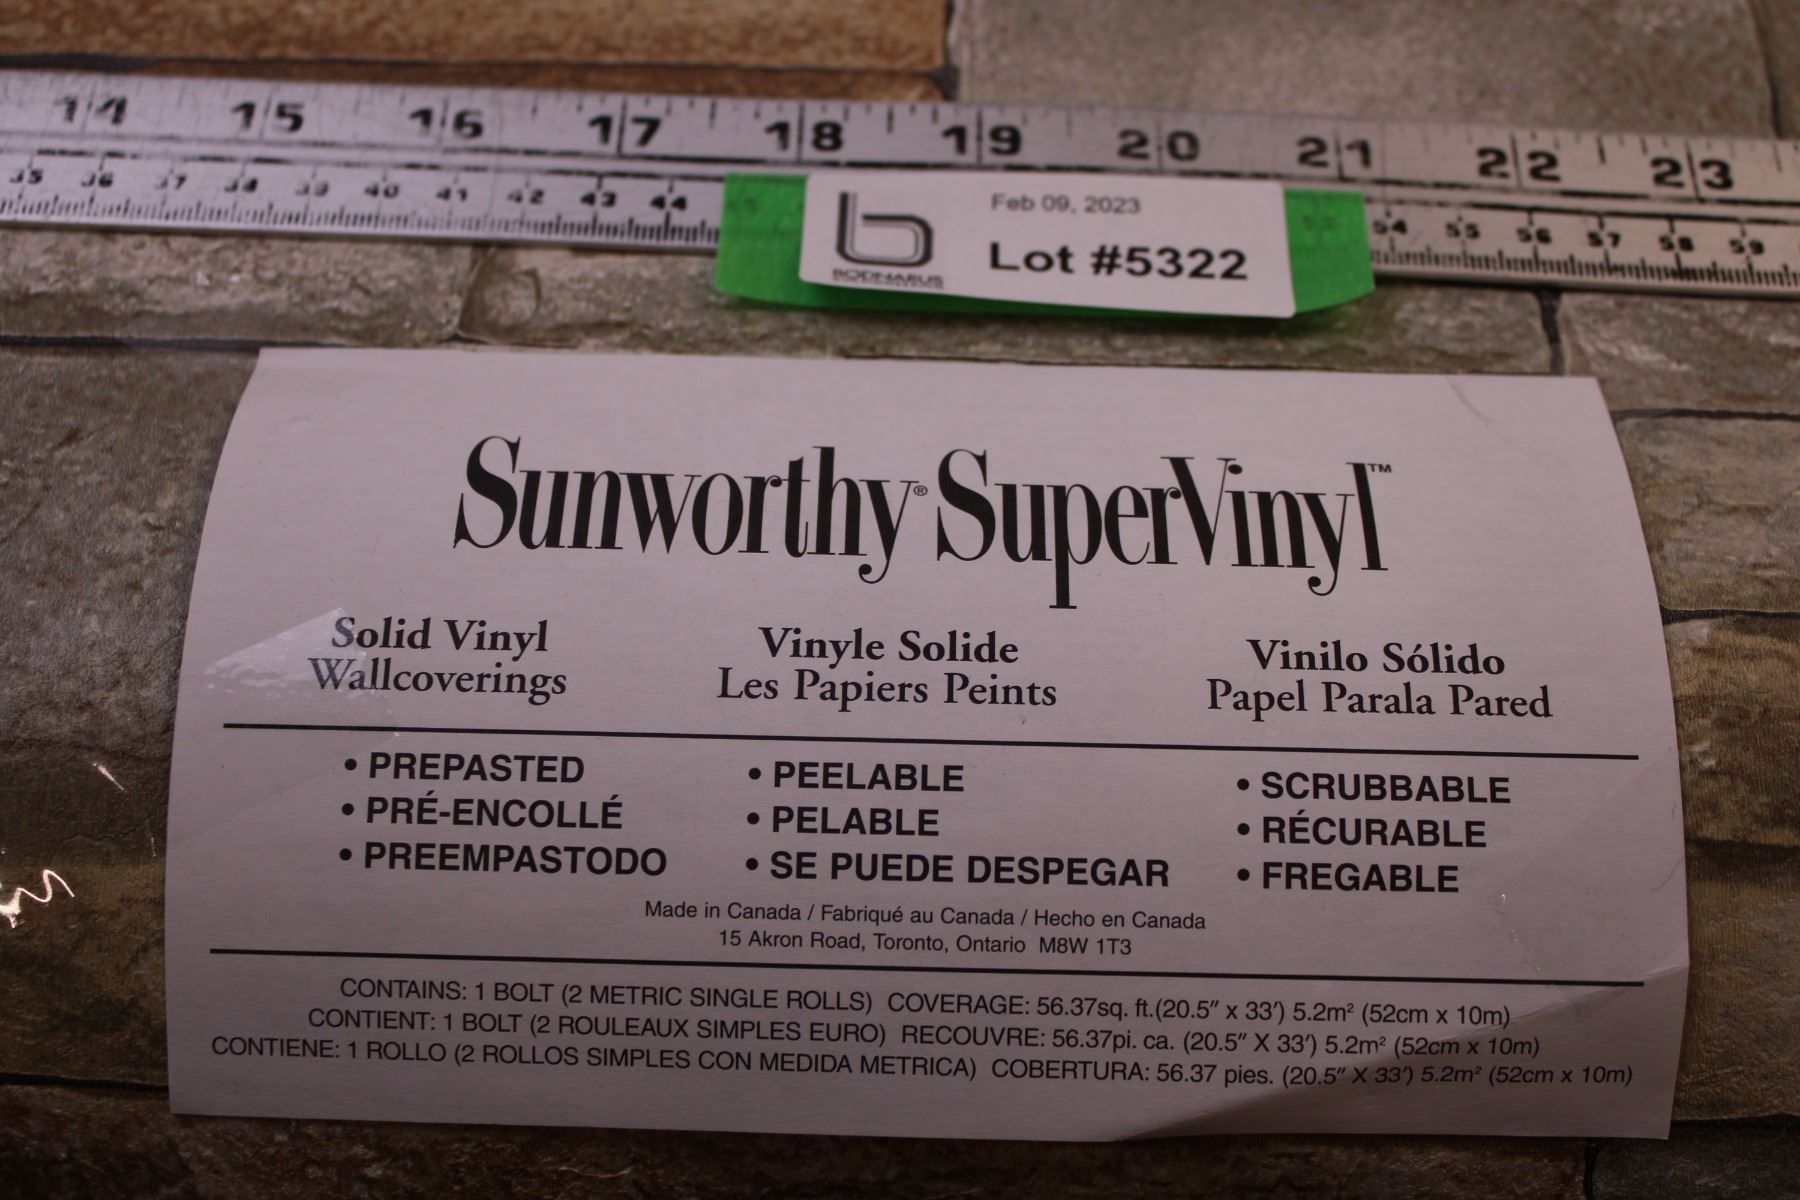 14 15 16 17 18 19 20 21 22 23
35 36 37 38 39 40 41 42 43 44 45 53 54 55 56 57 58 59
Feb 09, 2023
Lot #5322
BODNARUS
Sunworthy® SuperVinyl™
Solid Vinyl
Wallcoverings
Vinyle Solide
Les Papiers Peints
Vinilo Sólido
Papel Parala Pared
• PREPASTED
• PRÉ-ENCOLLÉ
• PREEMPASTODO
• PEELABLE
• PELABLE
• SE PUEDE DESPEGAR
• SCRUBBABLE
• RÉCURABLE
• FREGABLE
Made in Canada / Fabriqué au Canada / Hecho en Canada
15 Akron Road, Toronto, Ontario M8W 1T3
CONTAINS: 1 BOLT (2 METRIC SINGLE ROLLS) COVERAGE: 56.37sq. ft.(20.5″ x 33′) 5.2m² (52cm x 10m)
CONTIENT: 1 BOLT (2 ROULEAUX SIMPLES EURO) RECOUVRE: 56.37pi. ca. (20.5″ X 33′) 5.2m² (52cm x 10m)
CONTIENE: 1 ROLLO (2 ROLLOS SIMPLES CON MEDIDA METRICA) COBERTURA: 56.37 pies. (20.5″ X 33′) 5.2m² (52cm x 10m)